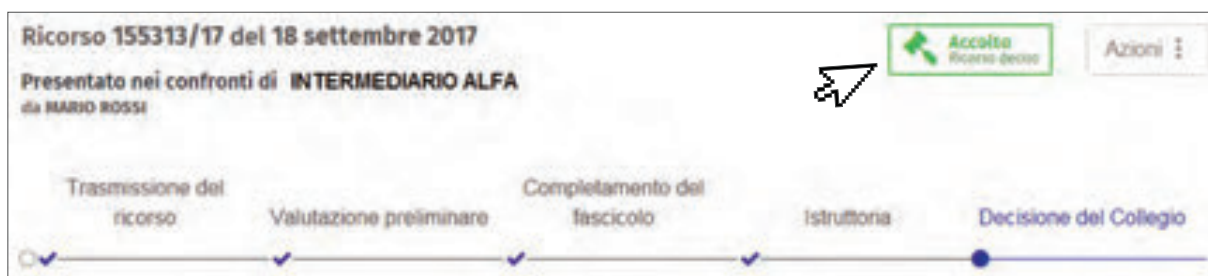 Ricorso 155313/17 del 18 settembre 2017
Accolto
Ricorso deciso
Azioni
Presentato nei confronti di INTERMEDIARIO ALFA
da MARIO ROSSI
Trasmissione del
ricorso
Valutazione preliminare
Completamento del
fascicolo
Istruttoria
Decisione del Collegio